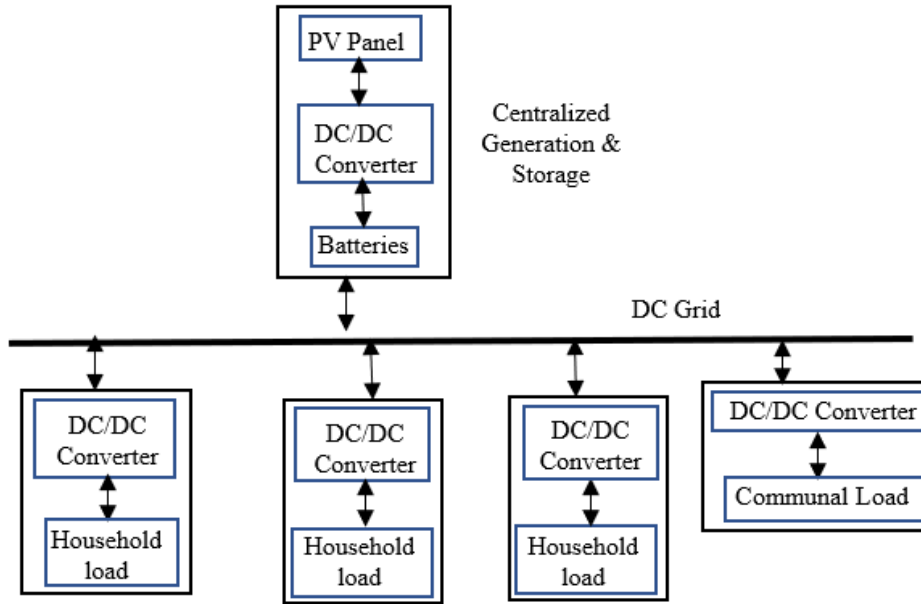 PV Panel
DC/DC
Converter
Batteries
Centralized
Generation &
Storage
DC Grid
DC/DC
Converter
Household
load
DC/DC
Converter
Household
load
DC/DC
Converter
Household
load
DC/DC Converter
Communal Load